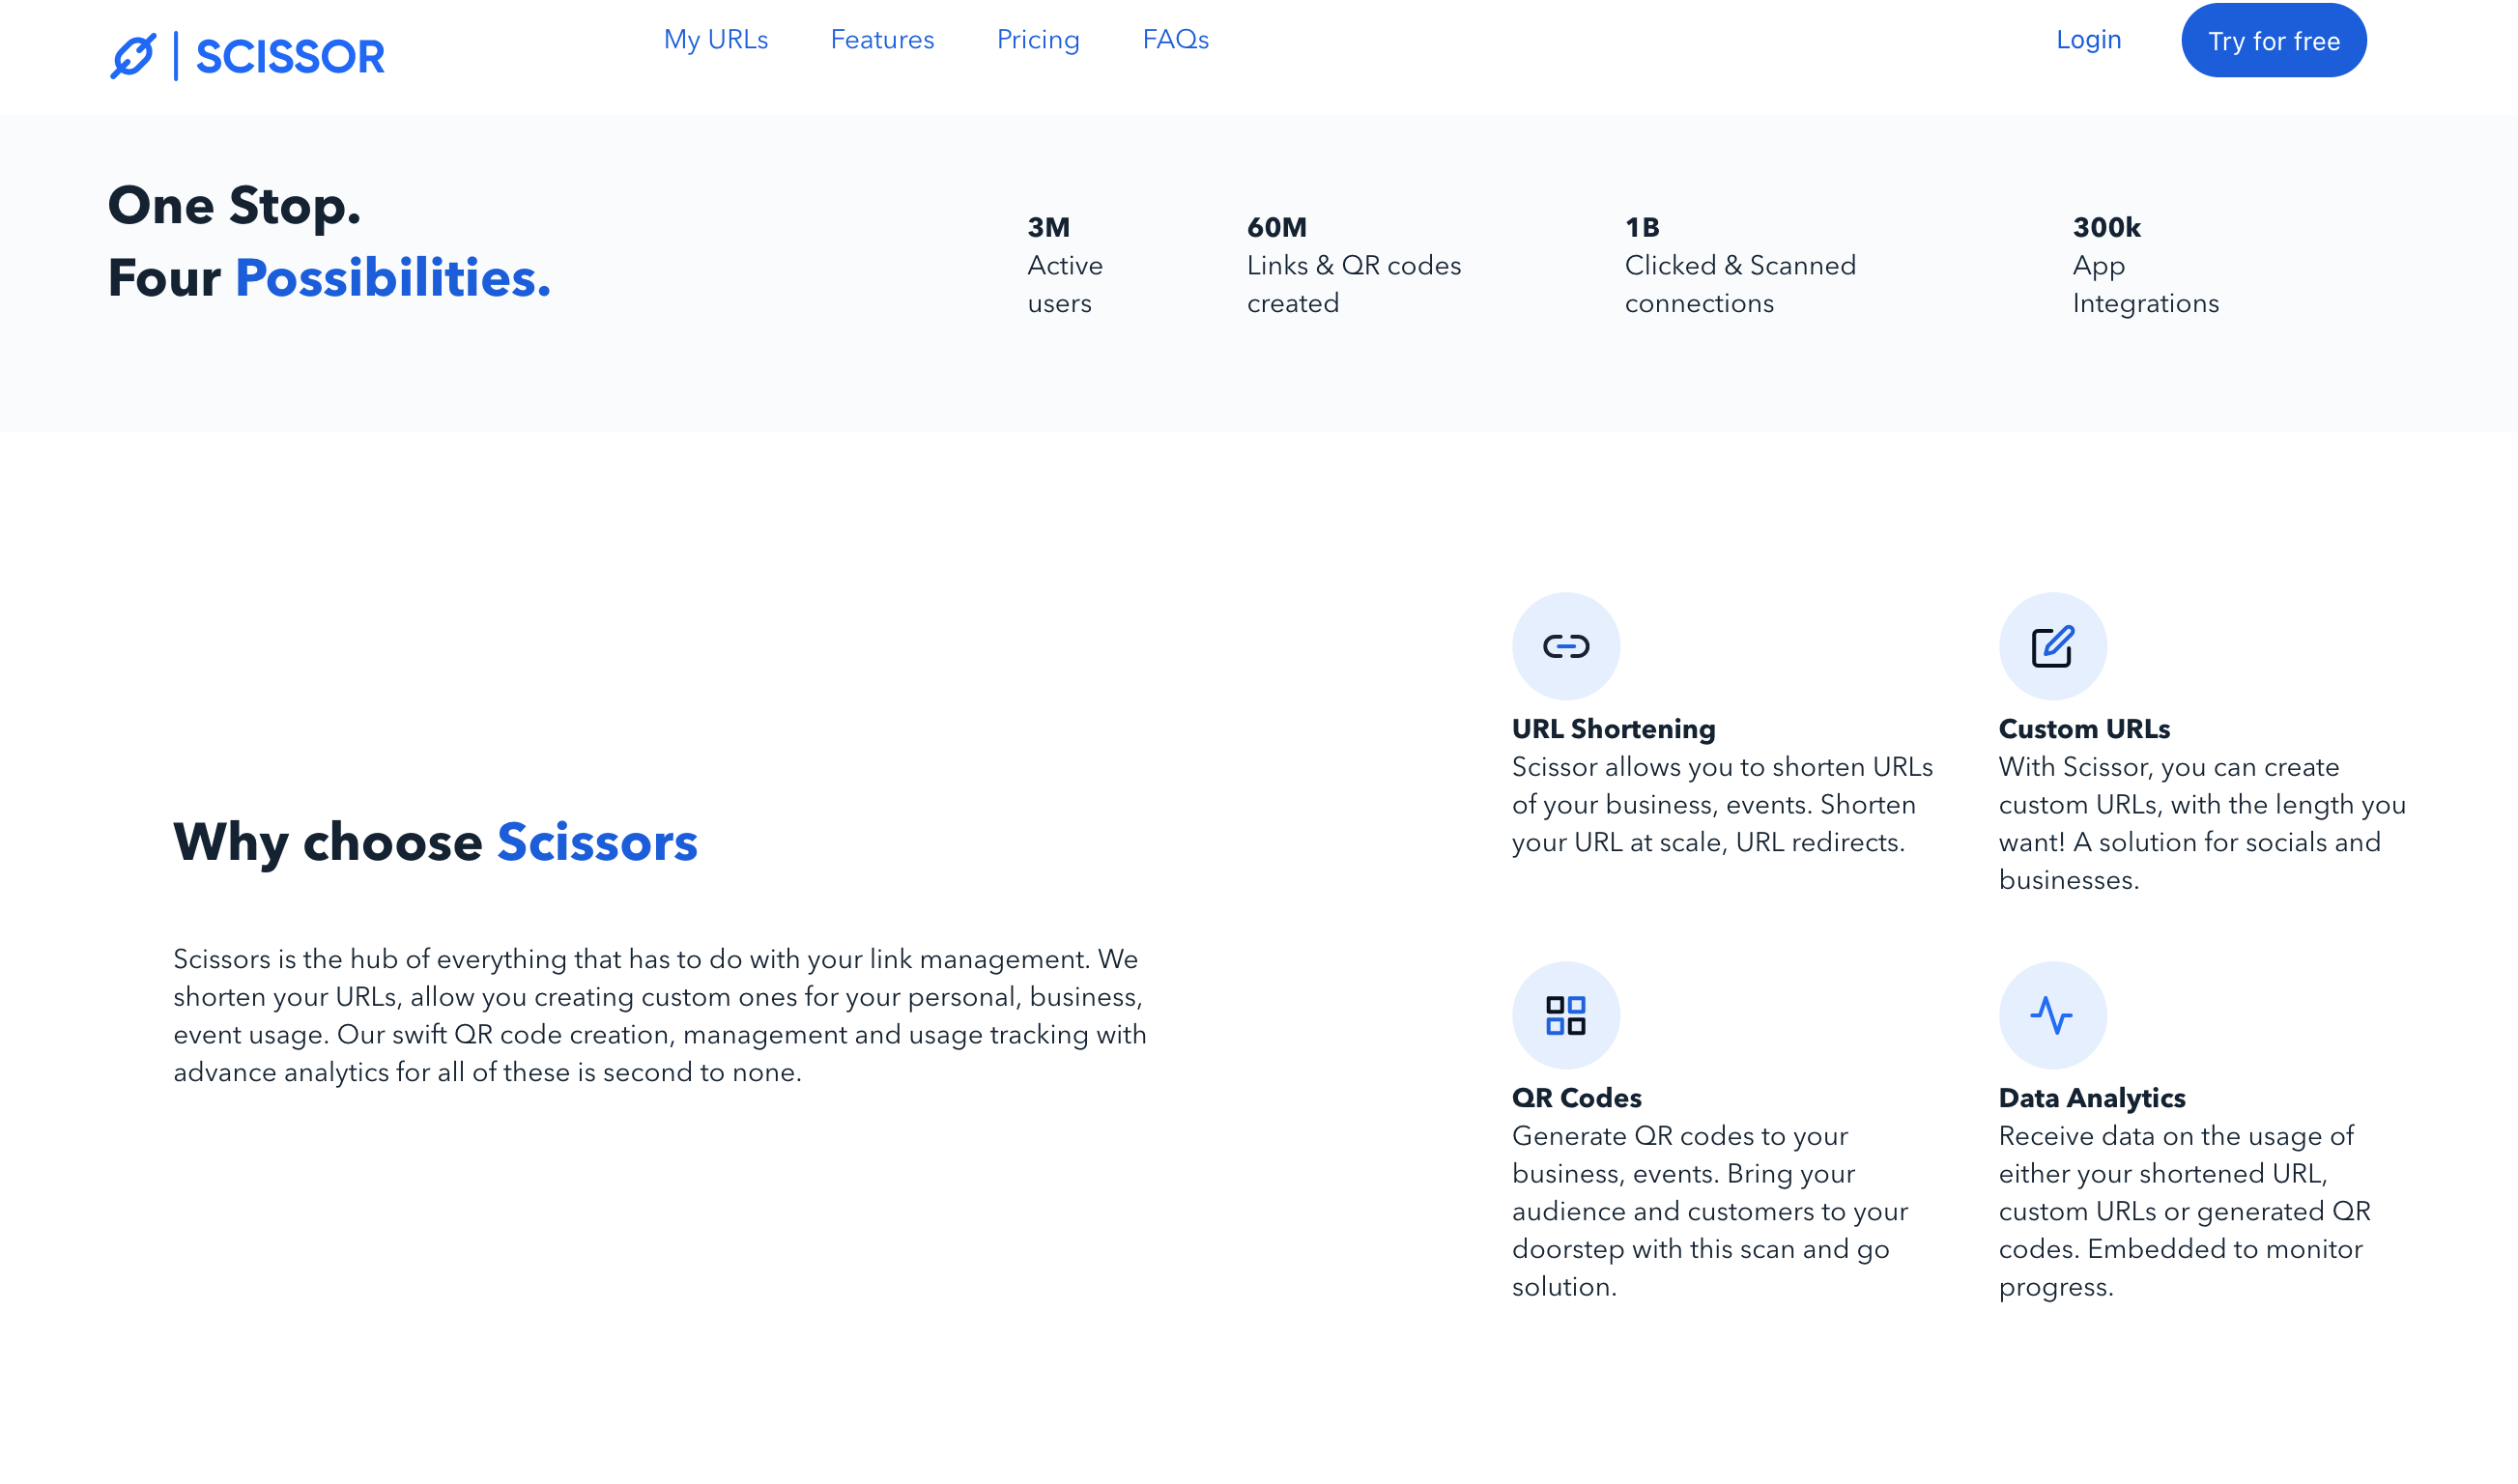 SCISSOR
My URLs
Features
Pricing
FAQs
Login
Try for free
One Stop.
Four Possibilities.
3M
Active
users
60M
Links & QR codes
created
1B
Clicked & Scanned
connections
300k
App
Integrations
Why choose Scissors
Scissors is the hub of everything that has to do with your link management. We
shorten your URLs, allow you creating custom ones for your personal, business,
event usage. Our swift QR code creation, management and usage tracking with
advance analytics for all of these is second to none.
URL Shortening
Scissor allows you to shorten URLs
of your business, events. Shorten
your URL at scale, URL redirects.
Custom URLs
With Scissor, you can create
custom URLs, with the length you
want! A solution for socials and
businesses.
QR Codes
Generate QR codes to your
business, events. Bring your
audience and customers to your
doorstep with this scan and go
solution.
Data Analytics
Receive data on the usage of
either your shortened URL,
custom URLs or generated QR
codes. Embedded to monitor
progress.